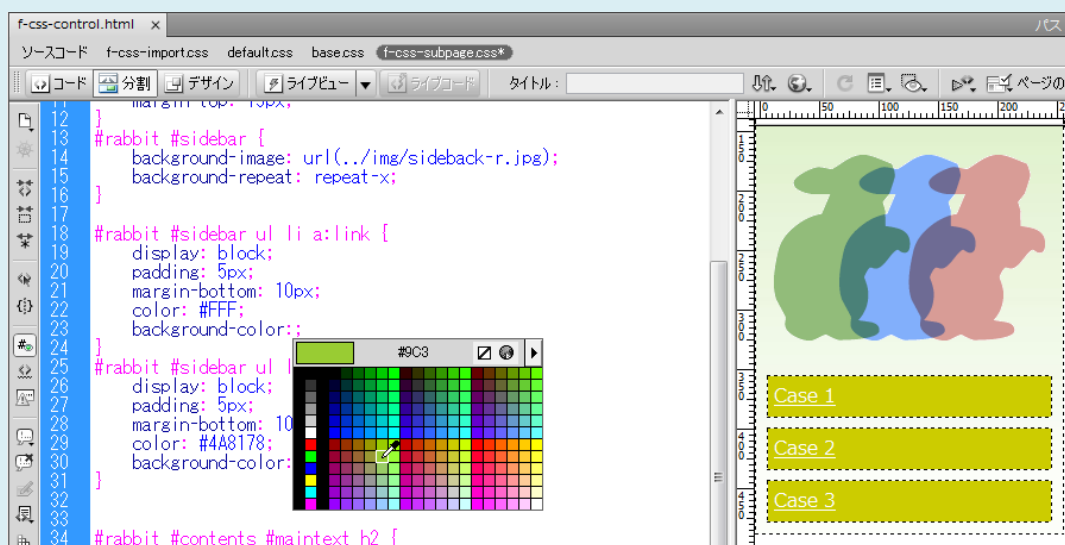 f-css-control.html ×
パス
ソースコード f-css-import.css default.css base.css f-css-subpage.css*
コード 分割 デザイン ライブビュー ライブコード タイトル : ページの
11 margin-top: 15px;
12 }
13 #rabbit #sidebar {
14 background-image: url(../img/sideback-r.jpg);
15 background-repeat: repeat-x;
16 }
17
18 #rabbit #sidebar ul li a:link {
19 display: block;
20 padding: 5px;
21 margin-bottom: 10px;
22 color: #FFF;
23 background-color:;
24 }
25 #rabbit #sidebar ul l
26 display: block;
27 padding: 5px;
28 margin-bottom: 10
29 color: #4A8178;
30 background-color:
31 }
32
33
34 #rabbit #contents #maintext h2 {
#9C3
0 50 100 150 200
150
200
250
300
350
400
450
Case 1
Case 2
Case 3